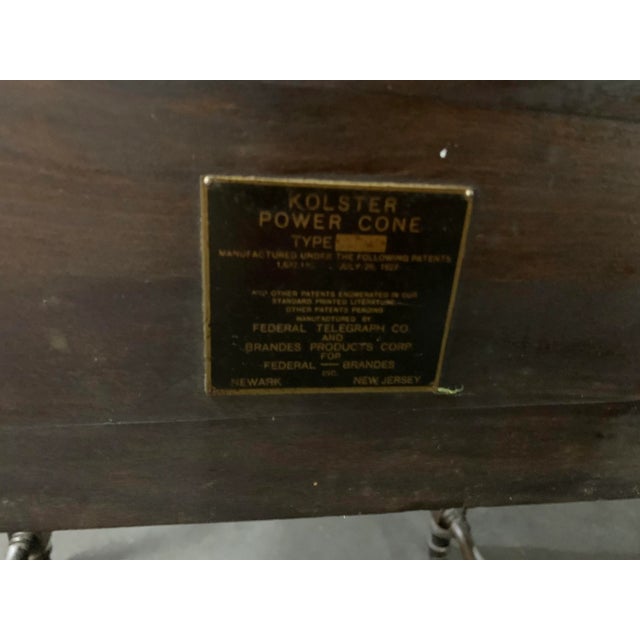 KOLSTER
POWER CONE
TYPE
MANUFACTURED UNDER THE FOLLOWING PATENTS
JULY 26, 1927
AND OTHER PATENTS ENUMERATED IN OUR
STANDARD PRINTED LITERATURE
OTHER PATENTS PENDING
MANUFACTURED BY
FEDERAL TELEGRAPH CO.
AND
BRANDES PRODUCTS CORP.
FOR
FEDERAL — BRANDES
INC.
NEWARK NEW JERSEY